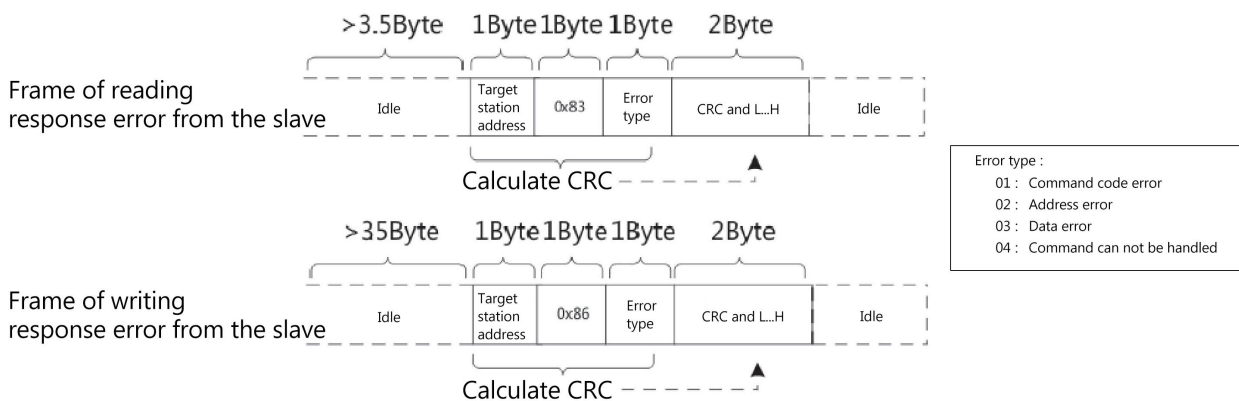 >3.5Byte 1Byte 1Byte 1Byte 2Byte
Frame of reading
response error from the slave
Idle
Target
station
address
0x83
Error
type
CRC and L...H
Idle
Calculate CRC
Error type :
01 : Command code error
02 : Address error
03 : Data error
04 : Command can not be handled
>35Byte 1Byte 1Byte 1Byte 2Byte
Frame of writing
response error from the slave
Idle
Target
station
address
0x86
Error
type
CRC and L...H
Idle
Calculate CRC